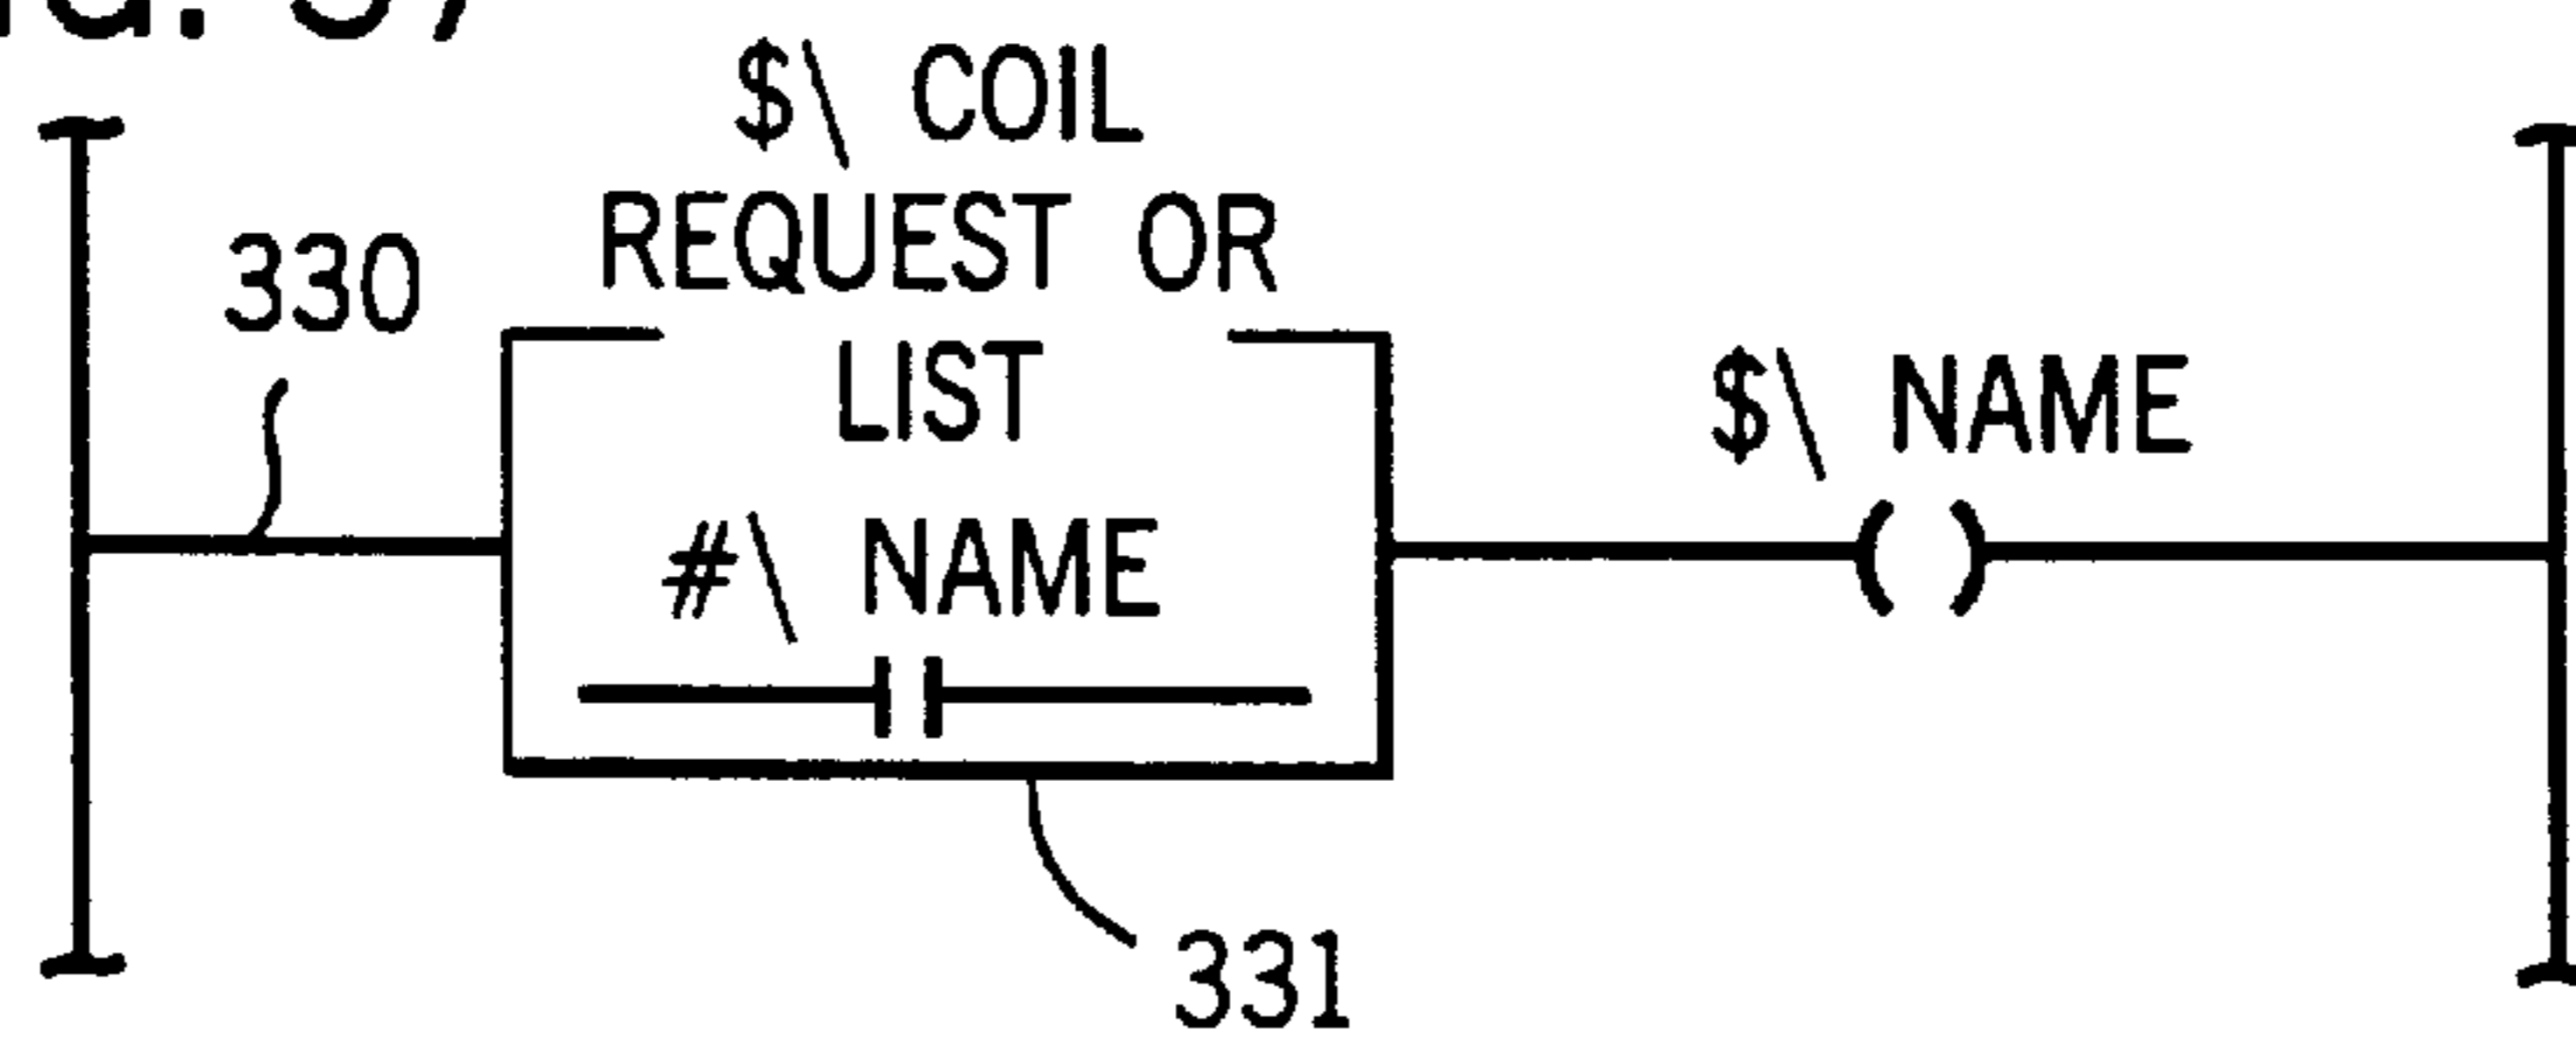 $\ COIL
REQUEST OR
LIST
330
$\ NAME
#\ NAME
331